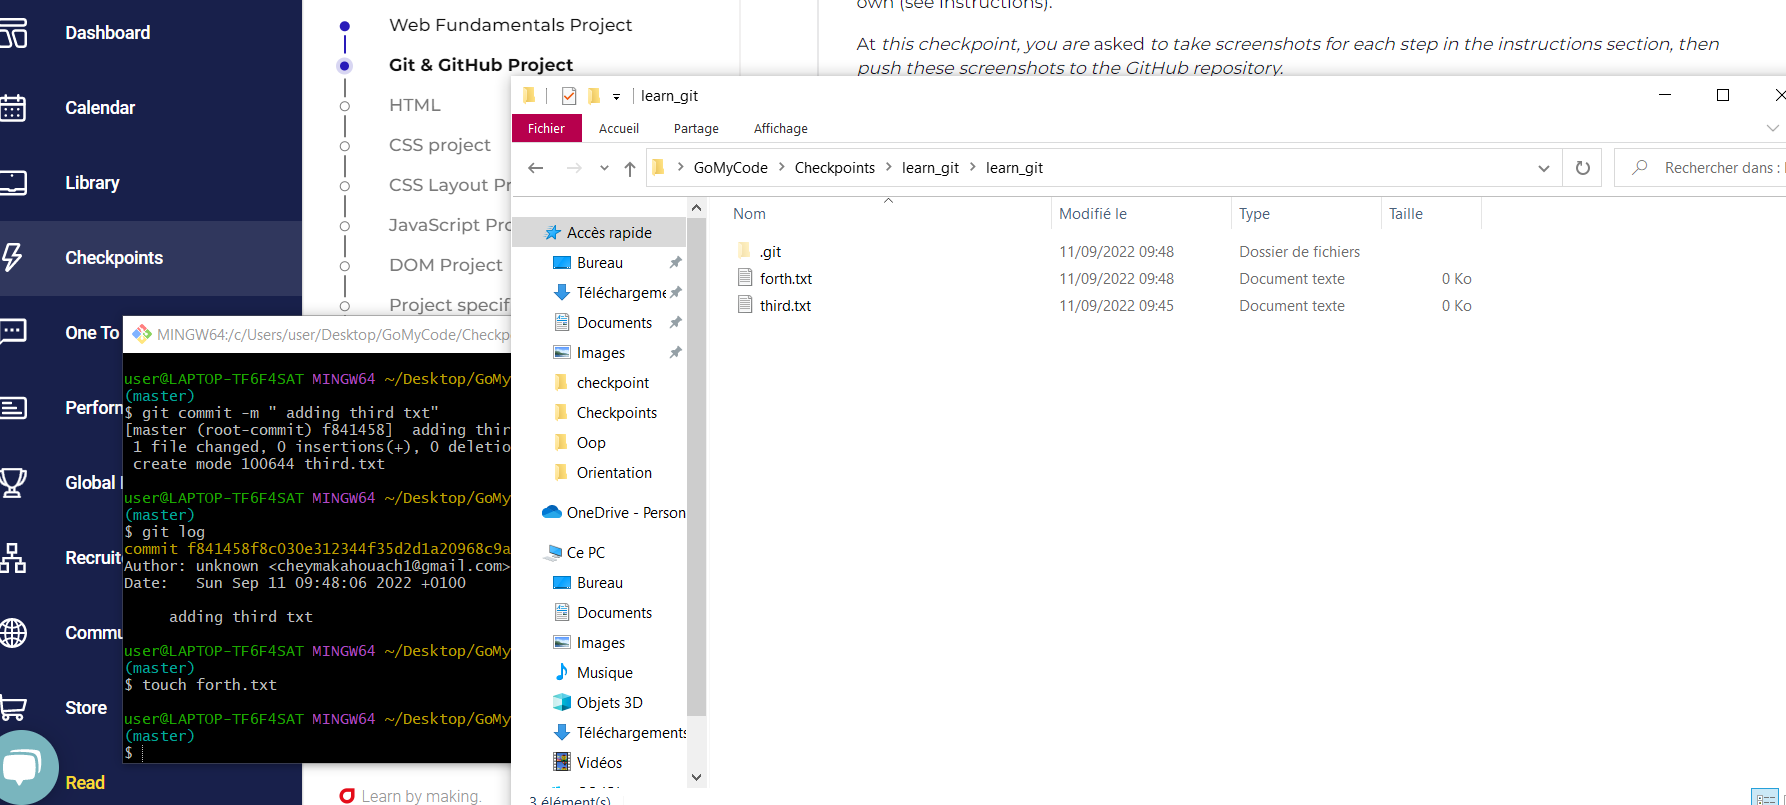 Dashboard
Calendar
Library
Checkpoints
One To
Perform
Global
Recruit
Commu
Store
Read
Web Fundamentals Project
Git & GitHub Project
HTML
CSS project
CSS Layout Pr
JavaScript Pro
DOM Project
Project specif
Learn by making.
own (see Instructions).
At this checkpoint, you are asked to take screenshots for each step in the instructions section, then
push these screenshots to the GitHub repository.
MINGW64:/c/Users/user/Desktop/GoMyCode/Checkp
user@LAPTOP-TF6F4SAT MINGW64 ~/Desktop/GoMy
(master)
$ git commit -m " adding third txt"
[master (root-commit) f841458]  adding thir
1 file changed, 0 insertions(+), 0 deletio
create mode 100644 third.txt
user@LAPTOP-TF6F4SAT MINGW64 ~/Desktop/GoMy
(master)
$ git log
commit f841458f8c030e312344f35d2d1a20968c9a
Author: unknown <cheymakahouach1@gmail.com>
Date:   Sun Sep 11 09:48:06 2022 +0100
adding third txt
user@LAPTOP-TF6F4SAT MINGW64 ~/Desktop/GoMy
(master)
$ touch forth.txt
user@LAPTOP-TF6F4SAT MINGW64 ~/Desktop/GoMy
(master)
$
learn_git
Fichier Accueil Partage Affichage
GoMyCode Checkpoints learn_git learn_git
Rechercher dans :
Accès rapide
Bureau
Téléchargeme
Documents
Images
checkpoint
Checkpoints
Oop
Orientation
OneDrive - Person
Ce PC
Bureau
Documents
Images
Musique
Objets 3D
Téléchargements
Vidéos
3 élément(s)
Nom Modifié le Type Taille
.git 11/09/2022 09:48 Dossier de fichiers
forth.txt 11/09/2022 09:48 Document texte 0 Ko
third.txt 11/09/2022 09:45 Document texte 0 Ko